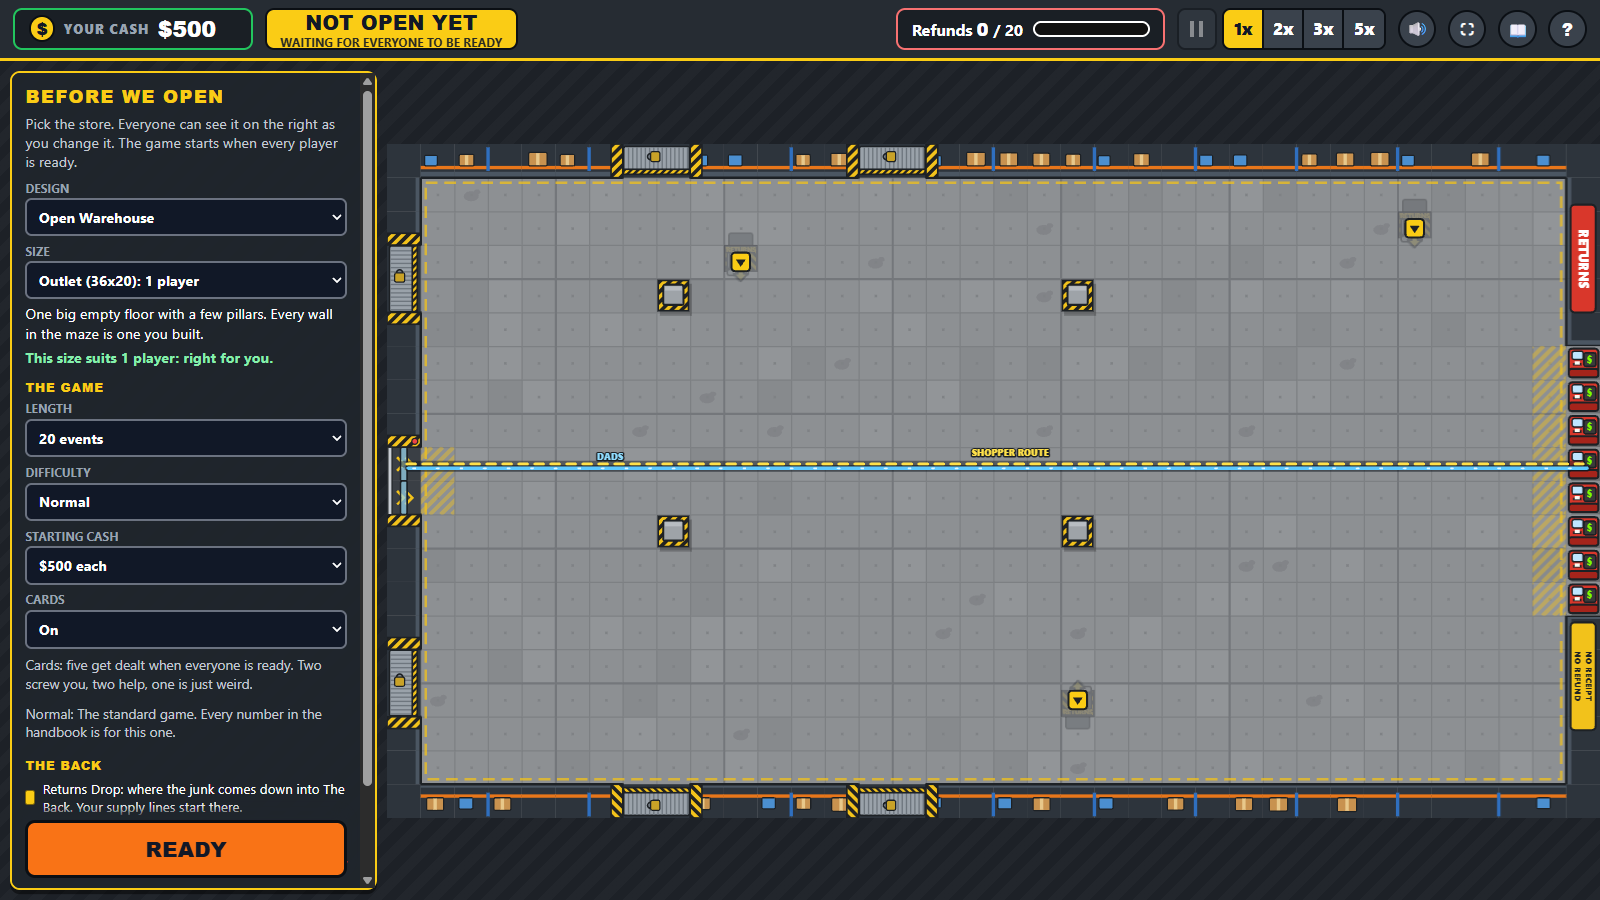 $ YOUR CASH $500
NOT OPEN YET
WAITING FOR EVERYONE TO BE READY
Refunds 0 / 20
1x 2x 3x 5x
?
BEFORE WE OPEN
Pick the store. Everyone can see it on the right as
you change it. The game starts when every player
is ready.
DESIGN
Open Warehouse
SIZE
Outlet (36x20): 1 player
One big empty floor with a few pillars. Every wall
in the maze is one you built.
This size suits 1 player: right for you.
THE GAME
LENGTH
20 events
DIFFICULTY
Normal
STARTING CASH
$500 each
CARDS
On
Cards: five get dealt when everyone is ready. Two
screw you, two help, one is just weird.
Normal: The standard game. Every number in the
handbook is for this one.
THE BACK
Returns Drop: where the junk comes down into The
Back. Your supply lines start there.
READY
DADS
SHOPPER ROUTE
RETURNS
$
$
$
$
$
$
$
$
NO RECEIPT
NO REFUND